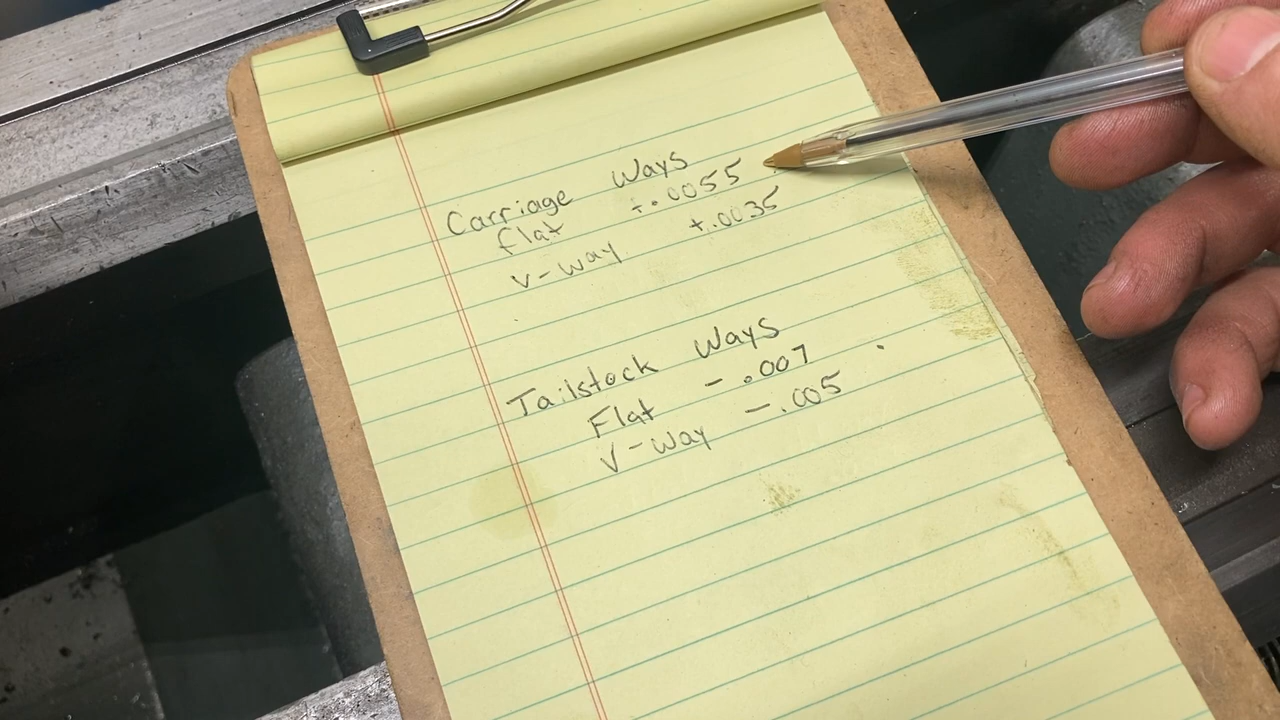 Carriage Ways
flat +.0055
v-way +.0035
Tailstock Ways
Flat -.007
v-way -.005